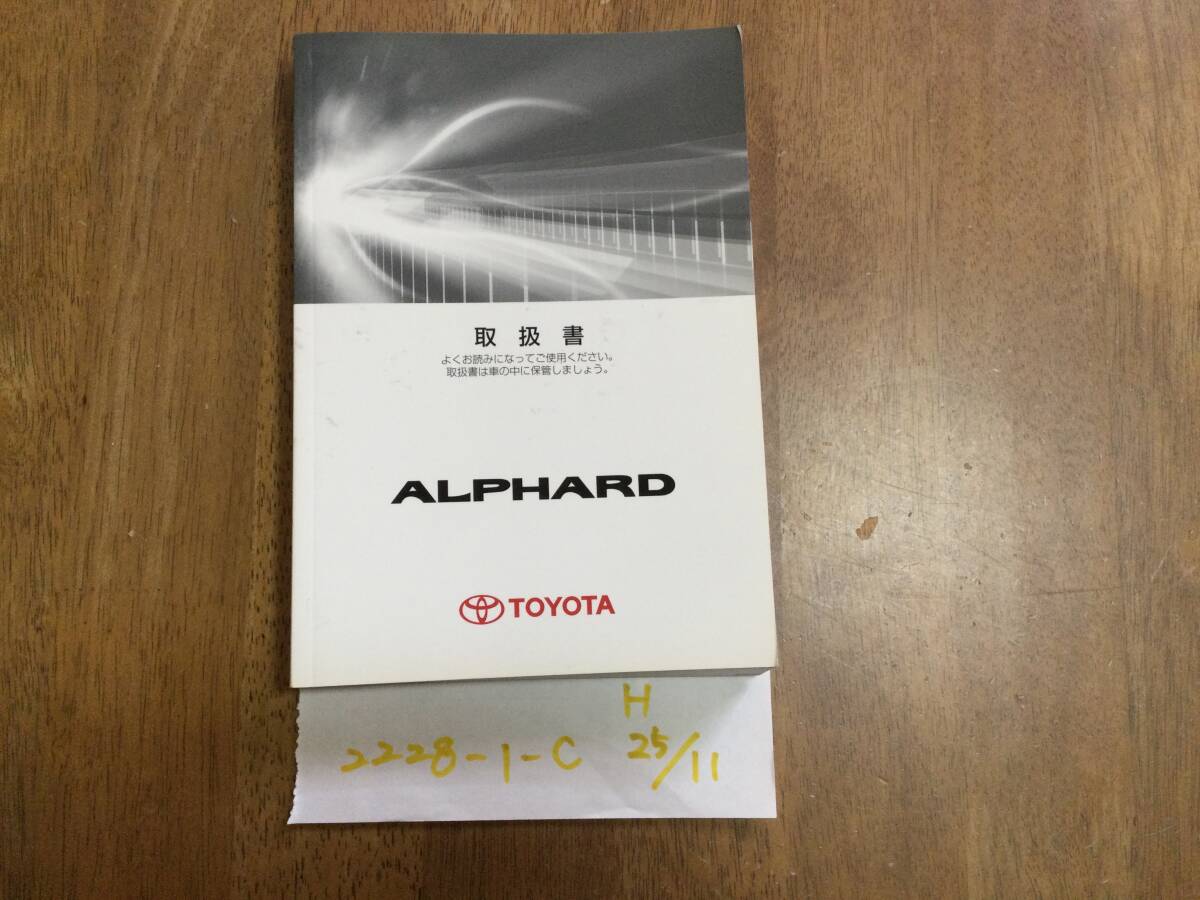 取扱書
よくお読みになってご使用ください。
取扱書は車の中に保管しましょう。
ALPHARD
TOYOTA
H
2228-1-C 25/11